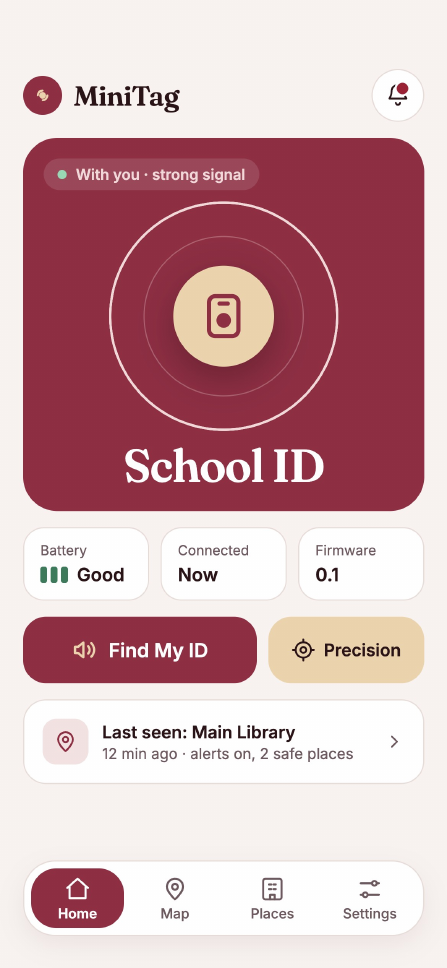 MiniTag
With you · strong signal
School ID
Battery
Good
Connected
Now
Firmware
0.1
Find My ID
Precision
Last seen: Main Library
12 min ago · alerts on, 2 safe places
Home
Map
Places
Settings